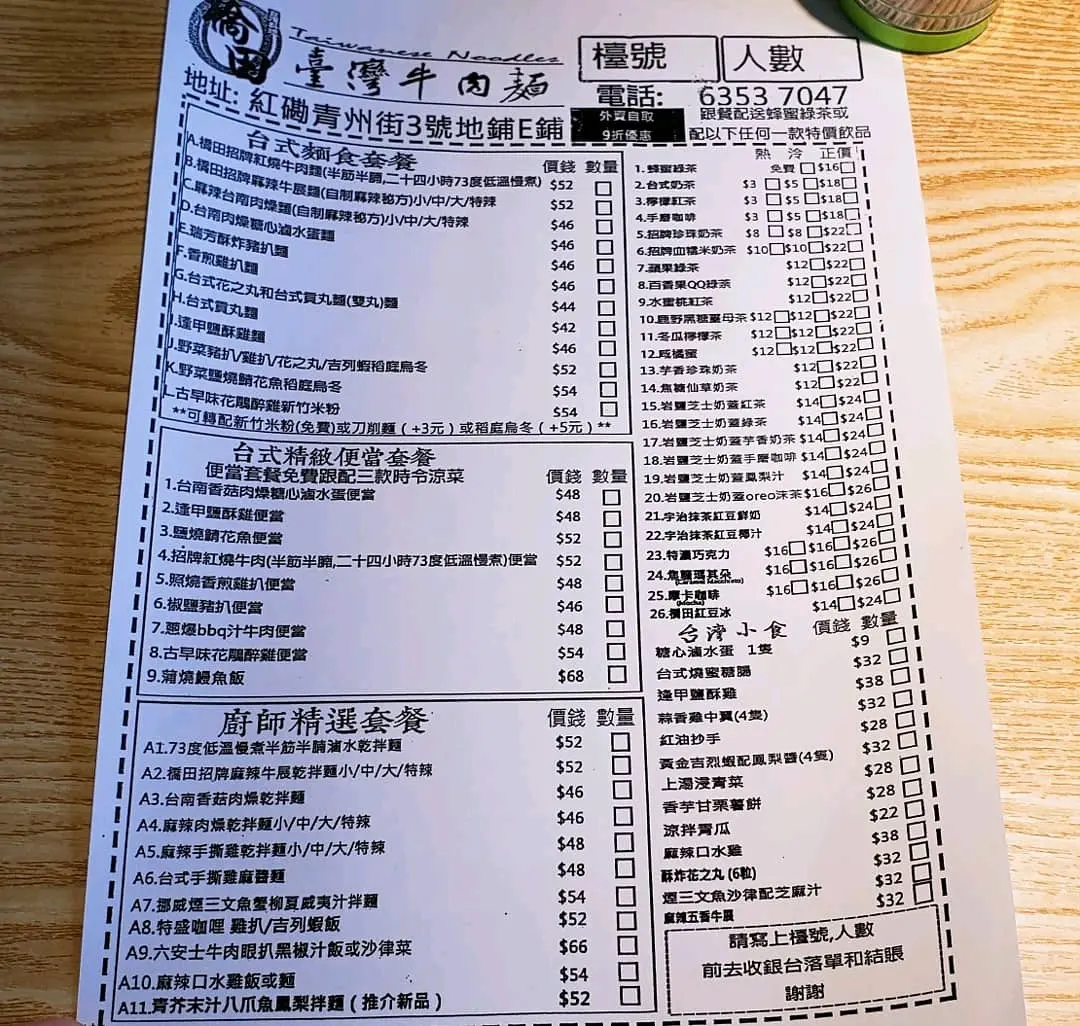 橋田
Taiwanese Noodles
臺灣牛肉麵
檯號
人數
電話: 6353 7047
地址: 紅磡青州街3號地鋪E鋪
外賣自取
9折優惠
跟餐配送蜂蜜綠茶或
配以下任何一款特價飲品
台式麵食套餐 價錢 數量
A.橋田招牌紅燒牛肉麵(半筋半腩,二十四小時73度低溫慢煮) $52
B.橋田招牌麻辣牛展麵(自制麻辣秘方)小/中/大/特辣 $52
C.麻辣台南肉燥麵(自制麻辣秘方)小/中/大/特辣 $46
D.台南肉燥糖心滷水蛋麵 $46
E.瑞芳酥炸豬扒麵 $46
F.香煎雞扒麵 $46
G.台式花之丸和台式貢丸麵(雙丸)麵 $44
H.台式貢丸麵 $42
I.逢甲鹽酥雞麵 $46
J.野菜豬扒/雞扒/花之丸/吉列蝦稻庭烏冬 $52
K.野菜鹽燒鯖花魚稻庭烏冬 $54
L.古早味花鵰醉雞新竹米粉 $54
**可轉配新竹米粉(免費)或刀削麵（+3元）或稻庭烏冬（+5元）**
台式精緻便當套餐
便當套餐免費跟配三款時令涼菜 價錢 數量
1.台南香菇肉燥糖心滷水蛋便當 $48
2.逢甲鹽酥雞便當 $48
3.鹽燒鯖花魚便當 $52
4.招牌紅燒牛肉(半筋半腩,二十四小時73度低溫慢煮)便當 $52
5.照燒香煎雞扒便當 $48
6.椒鹽豬扒便當 $46
7.蔥爆bbq汁牛肉便當 $48
8.古早味花鵰醉雞便當 $54
9.蒲燒鰻魚飯 $68
廚師精選套餐 價錢 數量
A1.73度低溫慢煮半筋半腩滷水乾拌麵 $52
A2.橋田招牌麻辣牛展乾拌麵小/中/大/特辣 $52
A3.台南香菇肉燥乾拌麵 $46
A4.麻辣肉燥乾拌麵小/中/大/特辣 $46
A5.麻辣手撕雞乾拌麵小/中/大/特辣 $48
A6.台式手撕雞麻醬麵 $48
A7.挪威煙三文魚蟹柳夏威夷汁拌麵 $54
A8.特盛咖哩 雞扒/吉列蝦飯 $52
A9.六安士牛肉眼扒黑椒汁飯或沙律菜 $66
A10.麻辣口水雞飯或麵 $54
A11.青芥末汁八爪魚鳳梨拌麵（推介新品） $52
熱 冷 正價
1.蜂蜜綠茶 免費 $16
2.台式奶茶 $3 $5 $18
3.檸檬紅茶 $3 $5 $18
4.手磨咖啡 $3 $5 $18
5.招牌珍珠奶茶 $8 $8 $22
6.招牌血糯米奶茶 $10 $10 $22
7.蘋果綠茶 $12 $22
8.百香果QQ綠茶 $12 $22
9.水蜜桃紅茶 $12 $22
10.鹿野黑糖薑母茶 $12 $12 $22
11.冬瓜檸檬茶 $12 $12 $22
12.咸橘蜜 $12 $12 $22
13.芋香珍珠奶茶 $12 $22
14.焦糖仙草奶茶 $12 $22
15.岩鹽芝士奶蓋紅茶 $14 $24
16.岩鹽芝士奶蓋綠茶 $14 $24
17.岩鹽芝士奶蓋芋香奶茶 $14 $24
18.岩鹽芝士奶蓋手磨咖啡 $14 $24
19.岩鹽芝士奶蓋鳳梨汁 $14 $24
20.岩鹽芝士奶蓋oreo沫茶 $16 $26
21.宇治抹茶紅豆鮮奶 $14 $24
22.宇治抹茶紅豆椰汁 $14 $24
23.特濃巧克力 $16 $16 $26
24.焦糖瑪其朵 $16 $16 $26
(Caramel Macchiato)
25.摩卡咖啡 $16 $16 $26
(Mocha)
26.橋田紅豆冰 $14 $24
台灣小食 價錢 數量
糖心滷水蛋 1隻 $9
台式燒蜜糖腸 $32
逢甲鹽酥雞 $38
蒜香雞中翼(4隻) $32
紅油抄手 $28
黃金吉烈蝦配鳳梨醬(4隻) $32
上湯浸青菜 $28
香芋甘栗薯餅 $28
涼拌青瓜 $22
麻辣口水雞 $38
酥炸花之丸 (6粒) $32
煙三文魚沙律配芝麻汁 $32
麻辣五香牛展 $32
請寫上檯號,人數
前去收銀台落單和結賬
謝謝